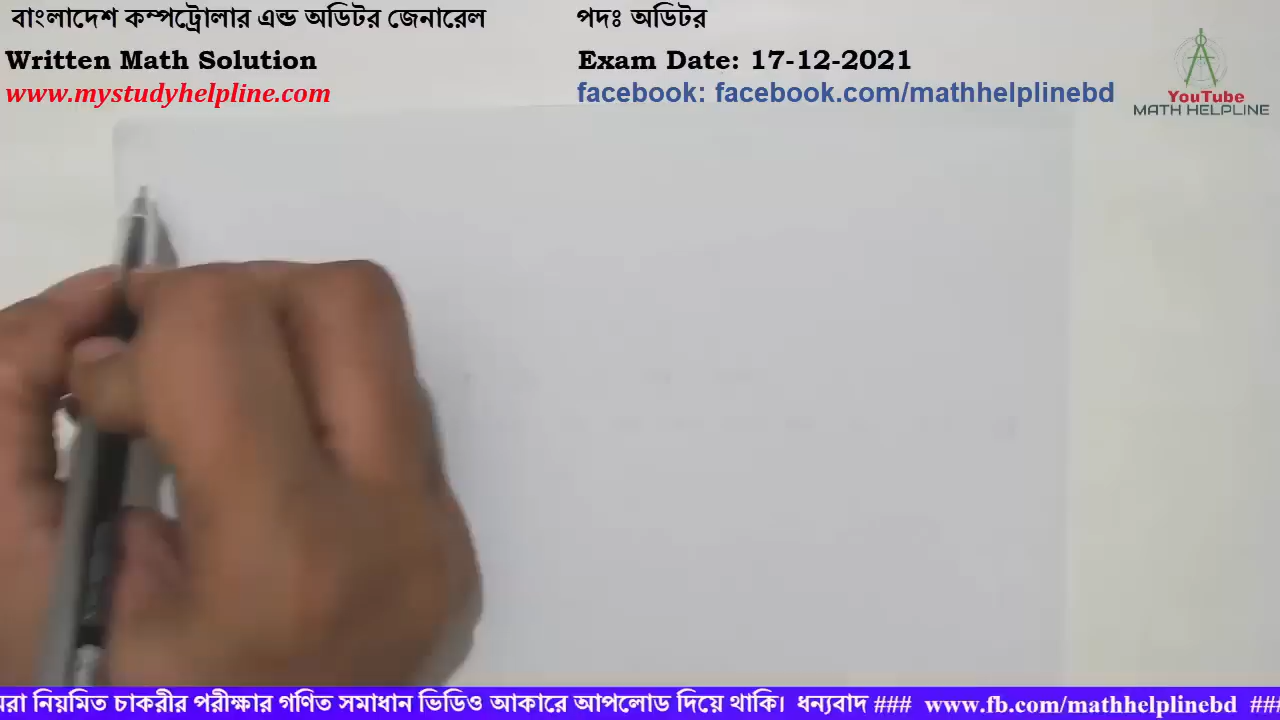 বাংলাদেশ কম্পট্রোলার এন্ড অডিটর জেনারেল
পদঃ অডিটর
Written Math Solution
Exam Date: 17-12-2021
www.mystudyhelpline.com
facebook: facebook.com/mathhelplinebd
YouTube
MATH HELPLINE
নিয়মিত চাকরীর পরীক্ষার গণিত সমাধান ভিডিও আকারে আপলোড দিয়ে থাকি। ধন্যবাদ ### www.fb.com/mathhelplinebd ##